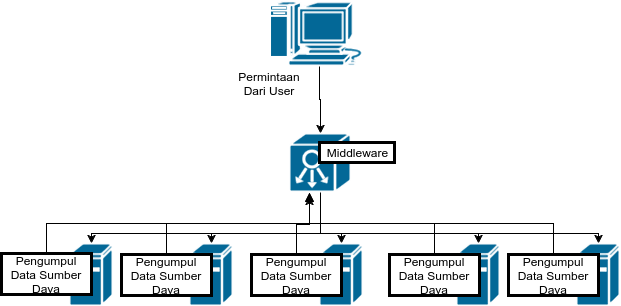 Permintaan
Dari User
Middleware
Pengumpul
Data Sumber
Daya
Pengumpul
Data Sumber
Daya
Pengumpul
Data Sumber
Daya
Pengumpul
Data Sumber
Daya
Pengumpul
Data Sumber
Daya